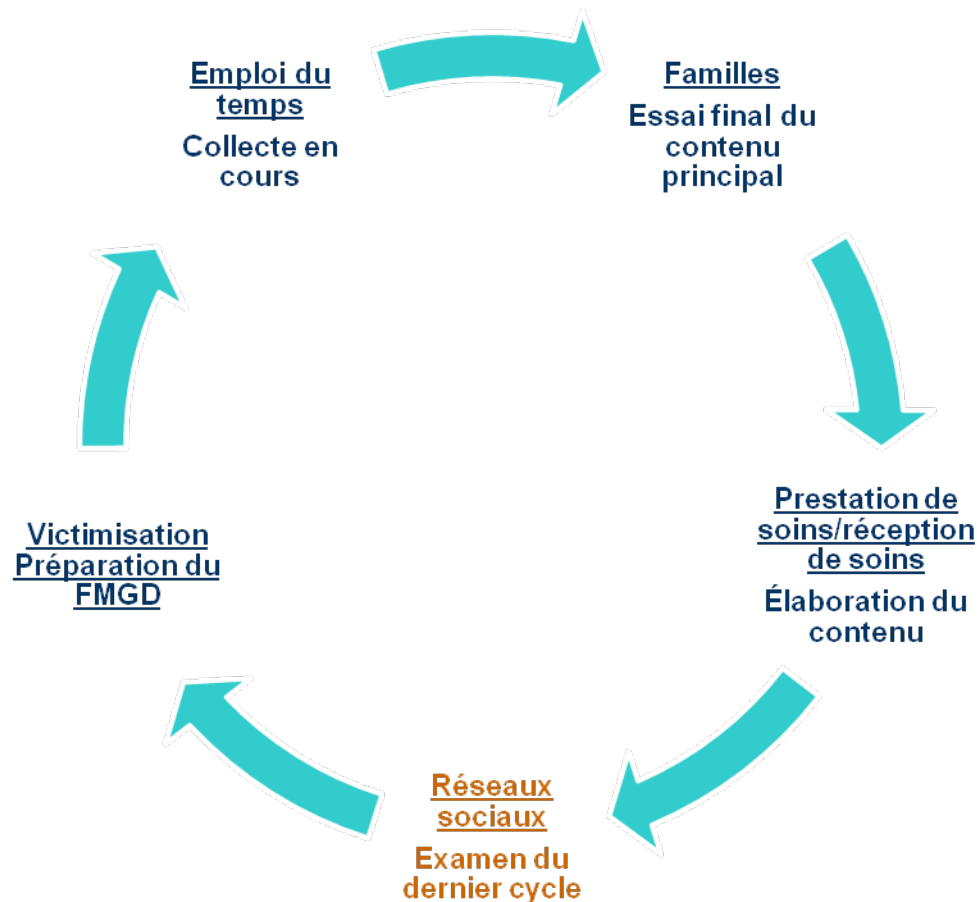 Emploi du
temps
Collecte en
cours
Familles
Essai final du
contenu
principal
Prestation de
soins/réception
de soins
Élaboration du
contenu
Réseaux
sociaux
Examen du
dernier cycle
Victimisation
Préparation du
FMGD